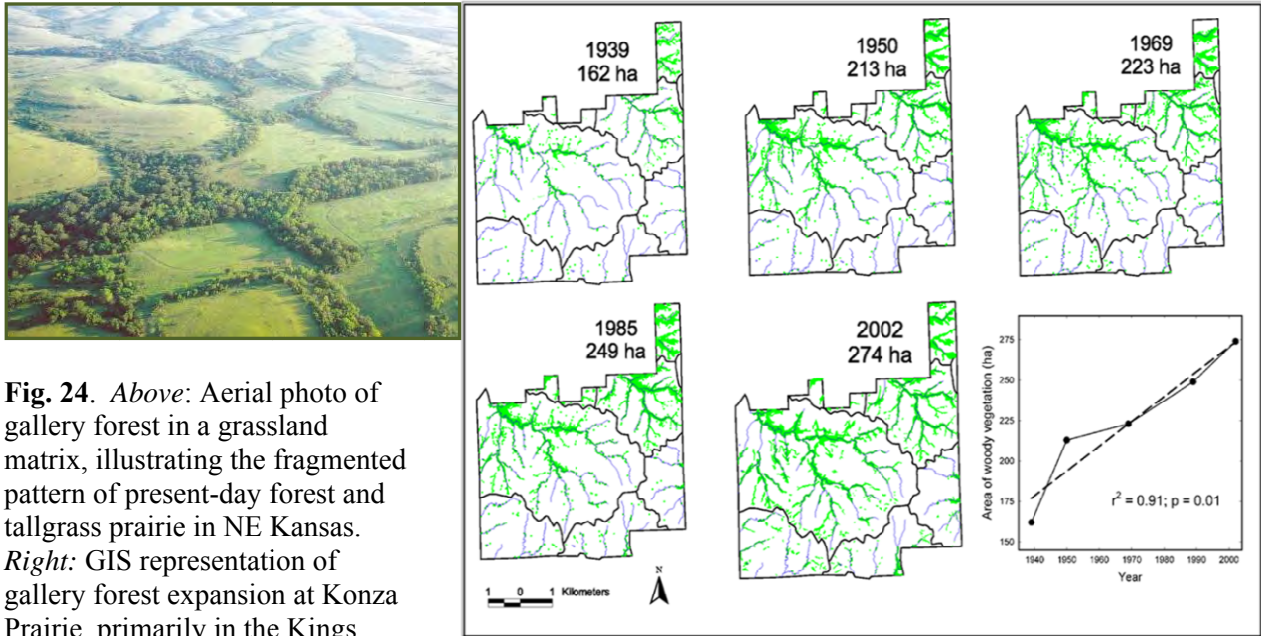 1939
162 ha
1950
213 ha
1969
223 ha
1985
249 ha
2002
274 ha
1 0 1 Kilometers
N
Area of woody vegetation (ha)
275
250
225
200
175
150
r² = 0.91; p = 0.01
1940 1950 1960 1970 1980 1990 2000
Year
Fig. 24. Above: Aerial photo of
gallery forest in a grassland
matrix, illustrating the fragmented
pattern of present-day forest and
tallgrass prairie in NE Kansas.
Right: GIS representation of
gallery forest expansion at Konza
Prairie, primarily in the Kings